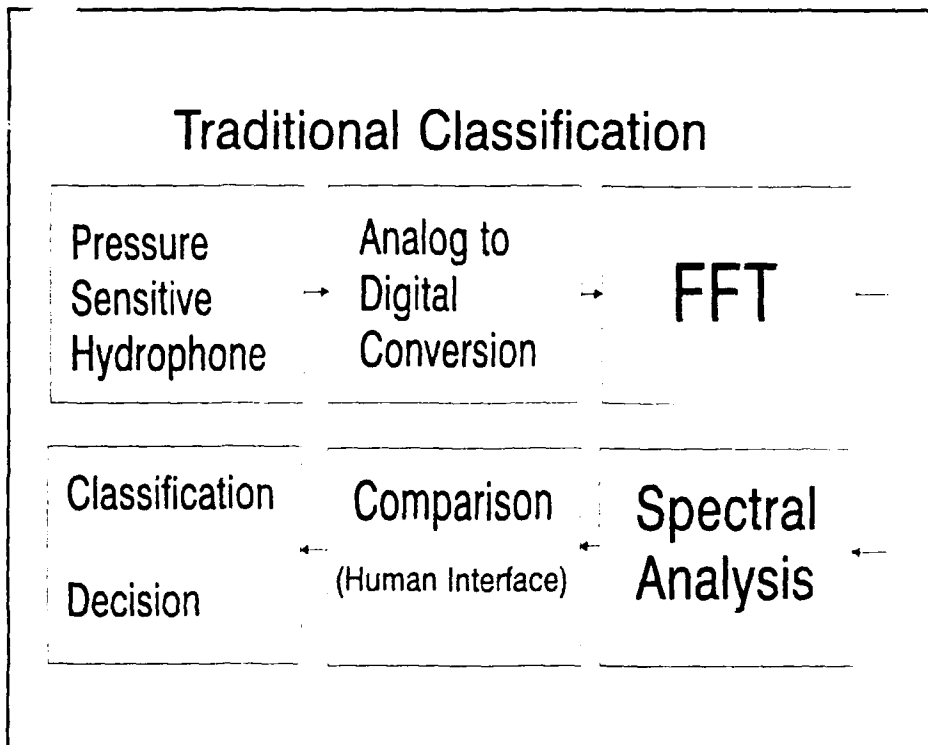 Traditional Classification
Pressure
Sensitive
Hydrophone
Analog to
Digital
Conversion
FFT
Classification
Decision
Comparison
(Human Interface)
Spectral
Analysis